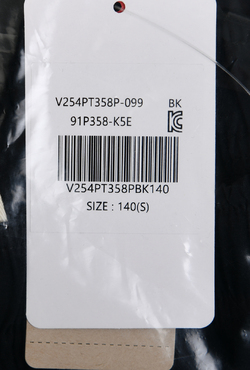 V254PT358P-099 BK
91P358-K5E
V254PT358PBK140
SIZE : 140(S)